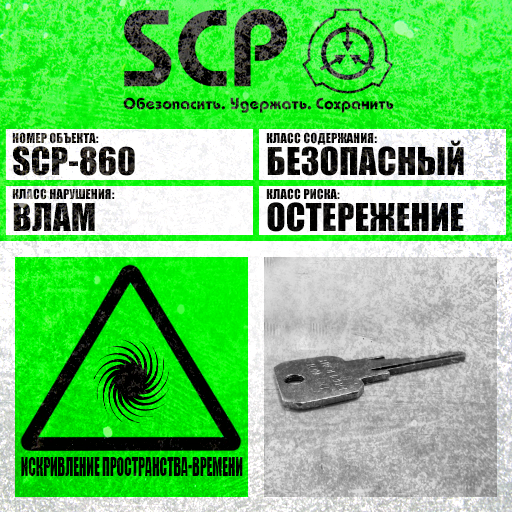 SCP
Обезопасить. Удержать. Сохранить
НОМЕР ОБЪЕКТА:
SCP-860
КЛАСС СОДЕРЖАНИЯ:
БЕЗОПАСНЫЙ
КЛАСС НАРУШЕНИЯ:
ВЛАМ
КЛАСС РИСКА:
ОСТЕРЕЖЕНИЕ
ИСКРИВЛЕНИЕ ПРОСТРАНСТВА-ВРЕМЕНИ